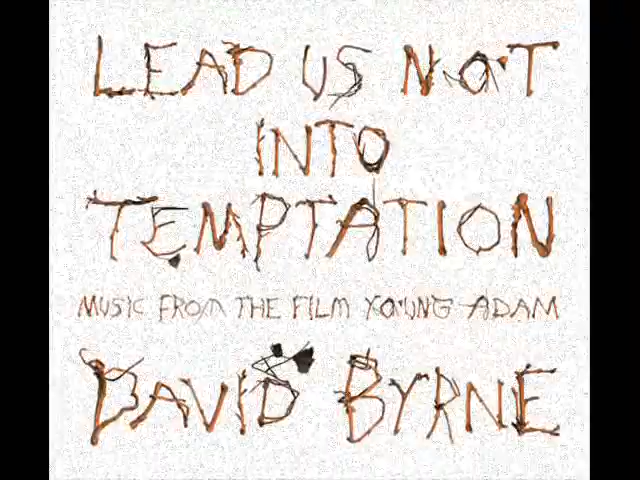 LEAD US NOT
INTO
TEMPTATION
MUSIC FROM THE FILM YOUNG ADAM
DAVID BYRNE